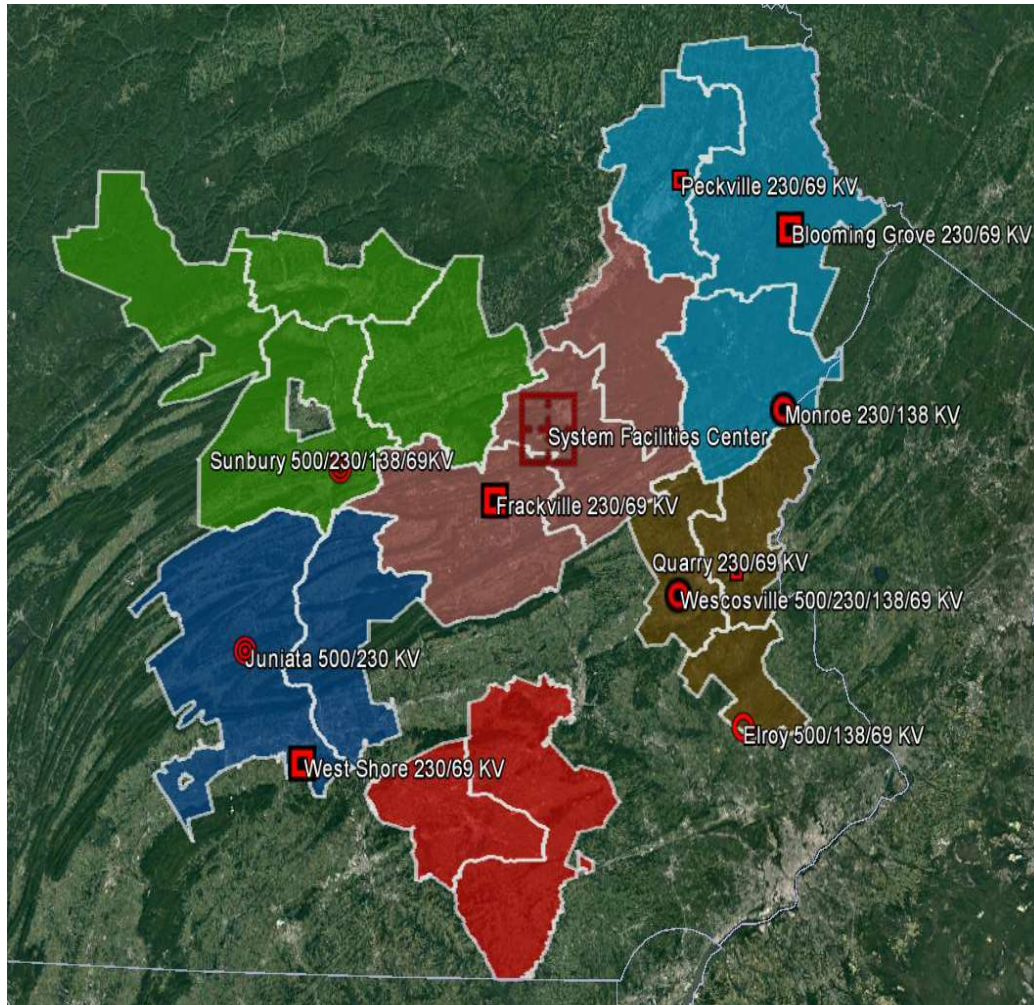 Peckville 230/69 KV
Blooming Grove 230/69 KV
Monroe 230/138 KV
System Facilities Center
Sunbury 500/230/138/69KV
Frackville 230/69 KV
Quarry 230/69 KV
Wescosville 500/230/138/69 KV
Juniata 500/230 KV
Elroy 500/138/69 KV
West Shore 230/69 KV